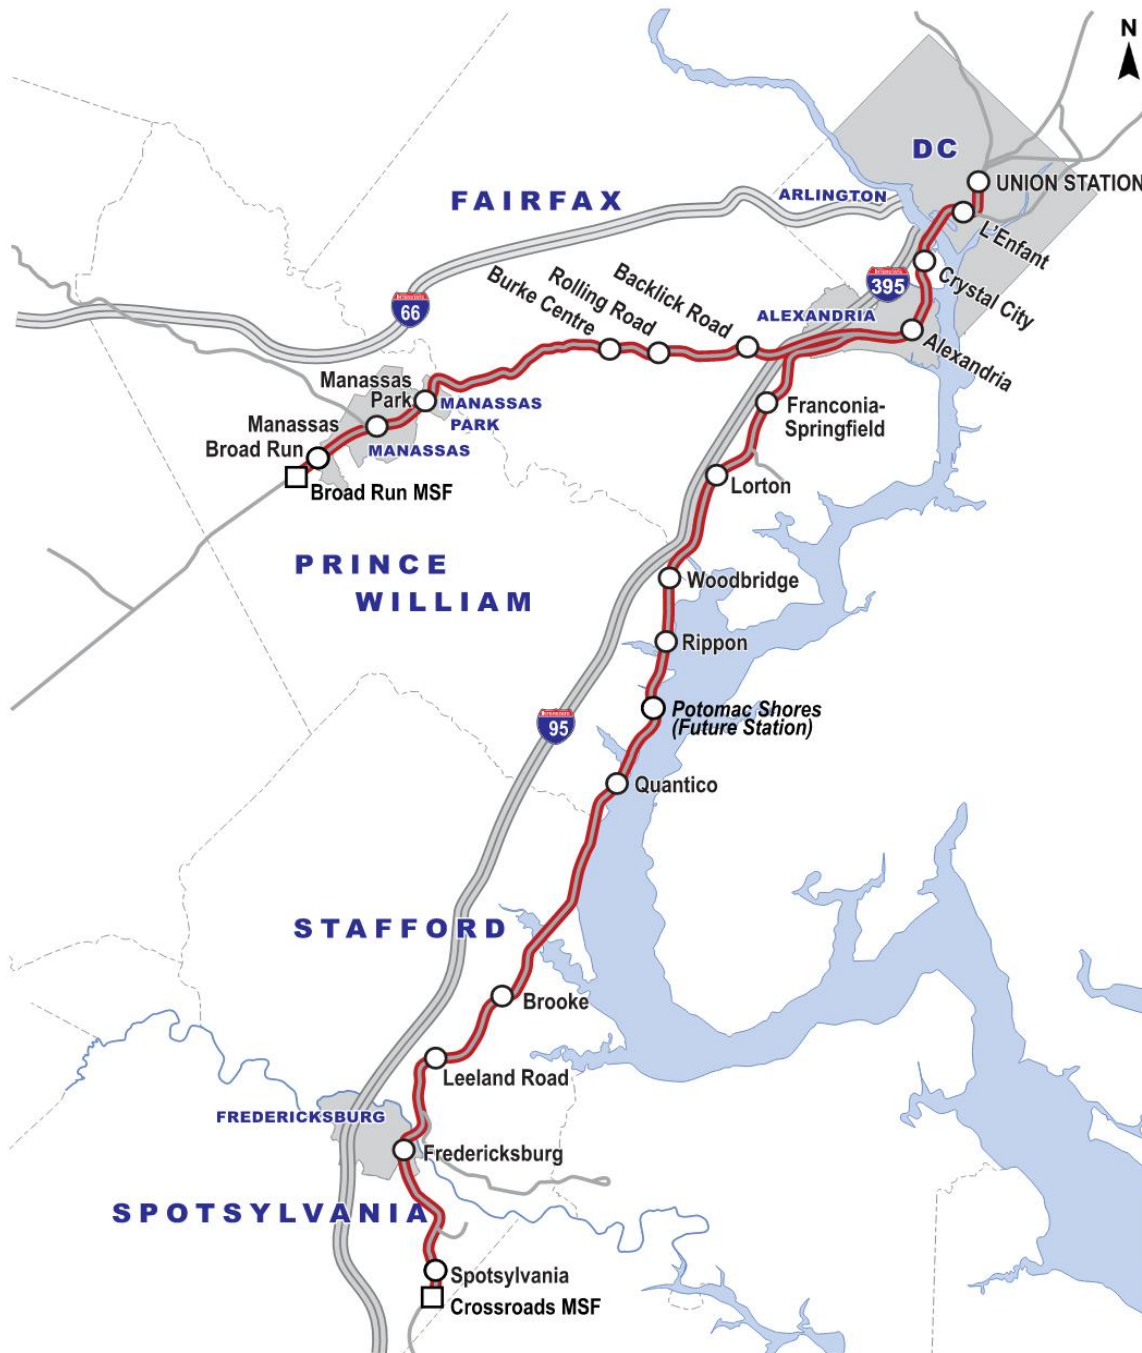 N
DC
UNION STATION
ARLINGTON
FAIRFAX
L'Enfant
Crystal City
395
Backlick Road
Rolling Road
Burke Centre
66
ALEXANDRIA
Alexandria
Manassas
Park
MANASSAS
PARK
Franconia-
Springfield
Manassas
Broad Run
MANASSAS
Lorton
Broad Run MSF
PRINCE
WILLIAM
Woodbridge
Rippon
Potomac Shores
(Future Station)
95
Quantico
STAFFORD
Brooke
Leeland Road
FREDERICKSBURG
Fredericksburg
SPOTSYLVANIA
Spotsylvania
Crossroads MSF